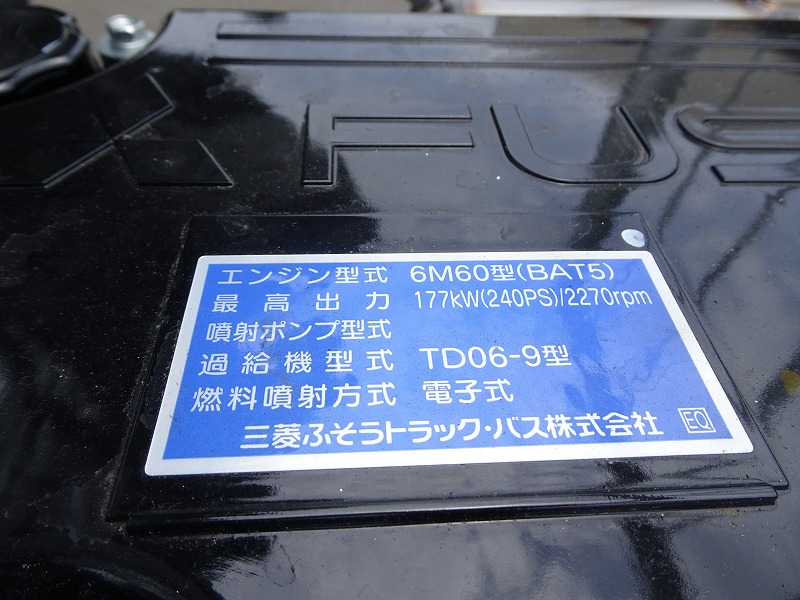 FUS
エンジン型式 6M60型(BAT5)
最高出力 177kW(240PS)/2270rpm
噴射ポンプ型式
過給機型式 TD06-9型
燃料噴射方式 電子式
三菱ふそうトラック・バス株式会社 EQ